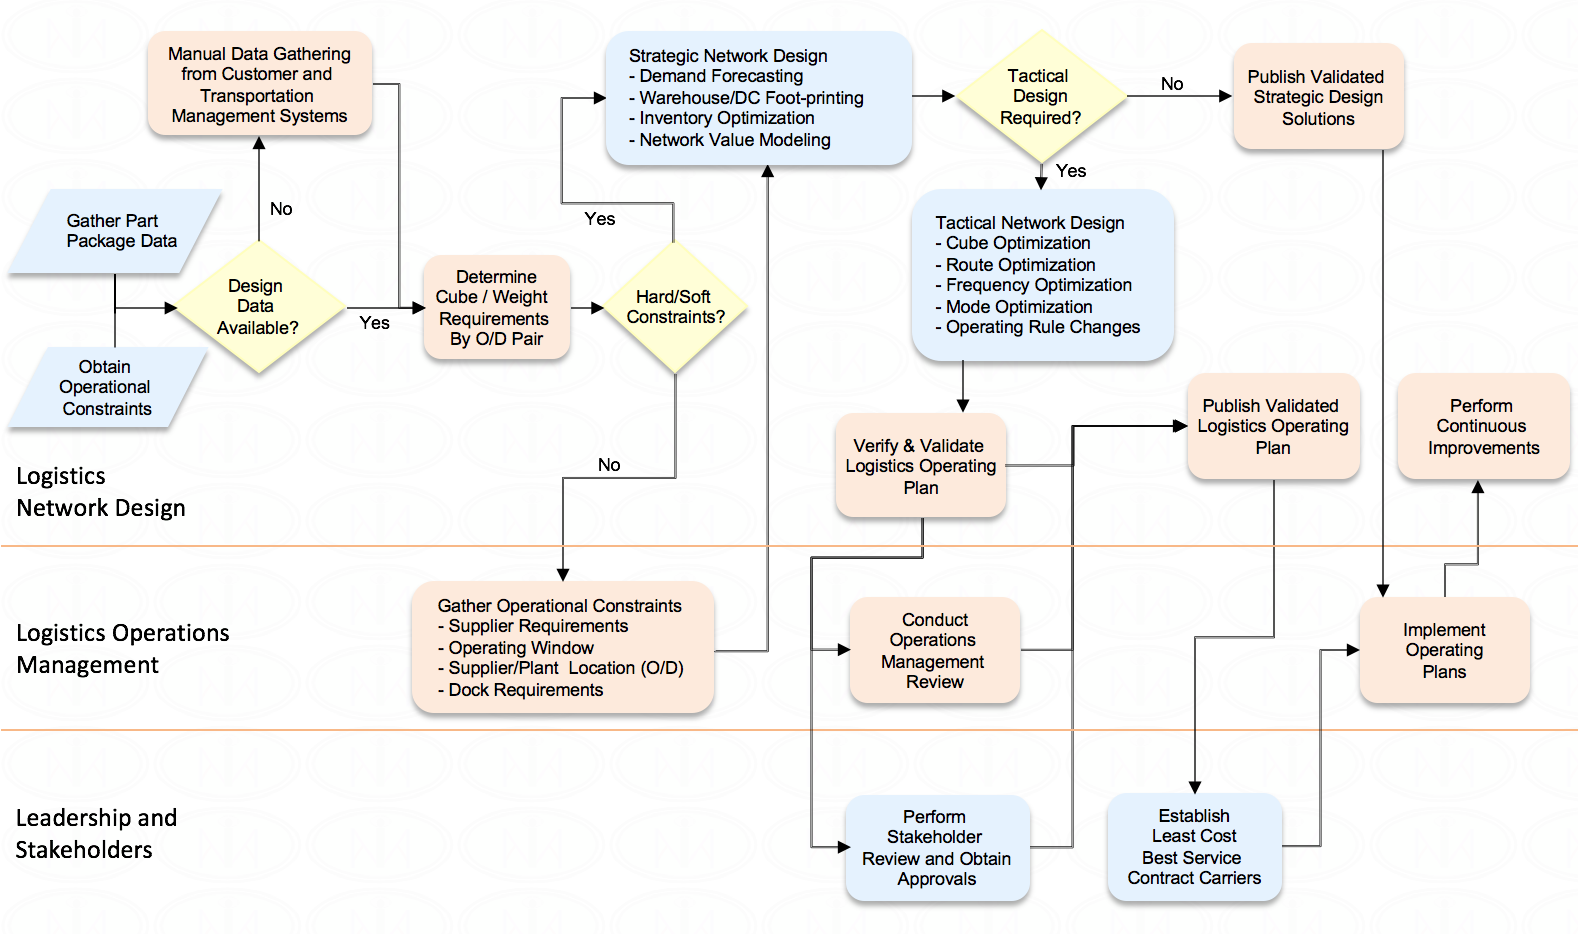 Manual Data Gathering
from Customer and
Transportation
Management Systems
No
Gather Part
Package Data
Design
Data
Available?
Yes
Obtain
Operational
Constraints
Determine
Cube / Weight
Requirements
By O/D Pair
Hard/Soft
Constraints?
Yes
No
Strategic Network Design
- Demand Forecasting
- Warehouse/DC Foot-printing
- Inventory Optimization
- Network Value Modeling
Tactical
Design
Required?
No
Yes
Publish Validated
Strategic Design
Solutions
Tactical Network Design
- Cube Optimization
- Route Optimization
- Frequency Optimization
- Mode Optimization
- Operating Rule Changes
Verify & Validate
Logistics Operating
Plan
Publish Validated
Logistics Operating
Plan
Perform
Continuous
Improvements
Logistics
Network Design
Gather Operational Constraints
- Supplier Requirements
- Operating Window
- Supplier/Plant Location (O/D)
- Dock Requirements
Conduct
Operations
Management
Review
Implement
Operating
Plans
Logistics Operations
Management
Perform
Stakeholder
Review and Obtain
Approvals
Establish
Least Cost
Best Service
Contract Carriers
Leadership and
Stakeholders